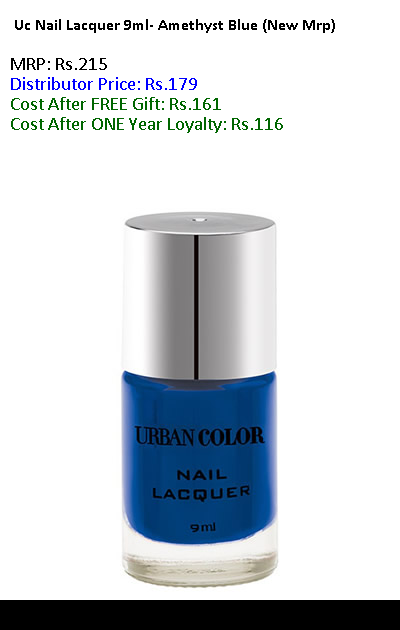 Uc Nail Lacquer 9ml- Amethyst Blue (New Mrp)
MRP: Rs.215
Distributor Price: Rs.179
Cost After FREE Gift: Rs.161
Cost After ONE Year Loyalty: Rs.116
URBAN COLOR
NAIL
LACQUER
9ml